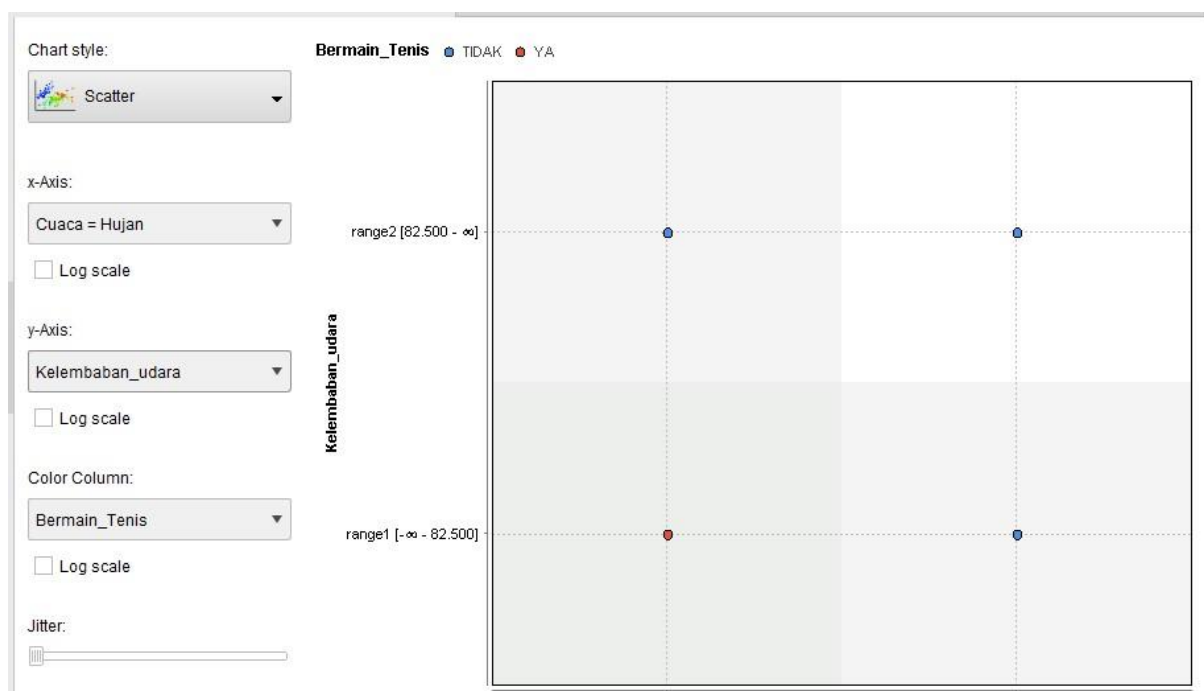 Chart style:
Scatter
x-Axis:
Cuaca = Hujan
Log scale
y-Axis:
Kelembaban_udara
Log scale
Color Column:
Bermain_Tenis
Log scale
Jitter:
Bermain_Tenis TIDAK YA
range2 [82.500 - ∞]
Kelembaban_udara
range1 [-∞ - 82.500]